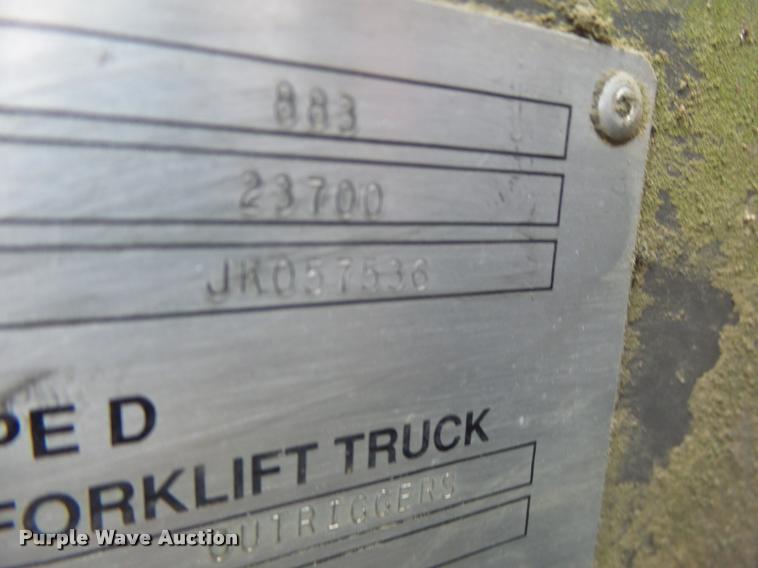 883
23700
JK057536
PE D
FORKLIFT TRUCK
OUTRIGGERS
Purple Wave Auction